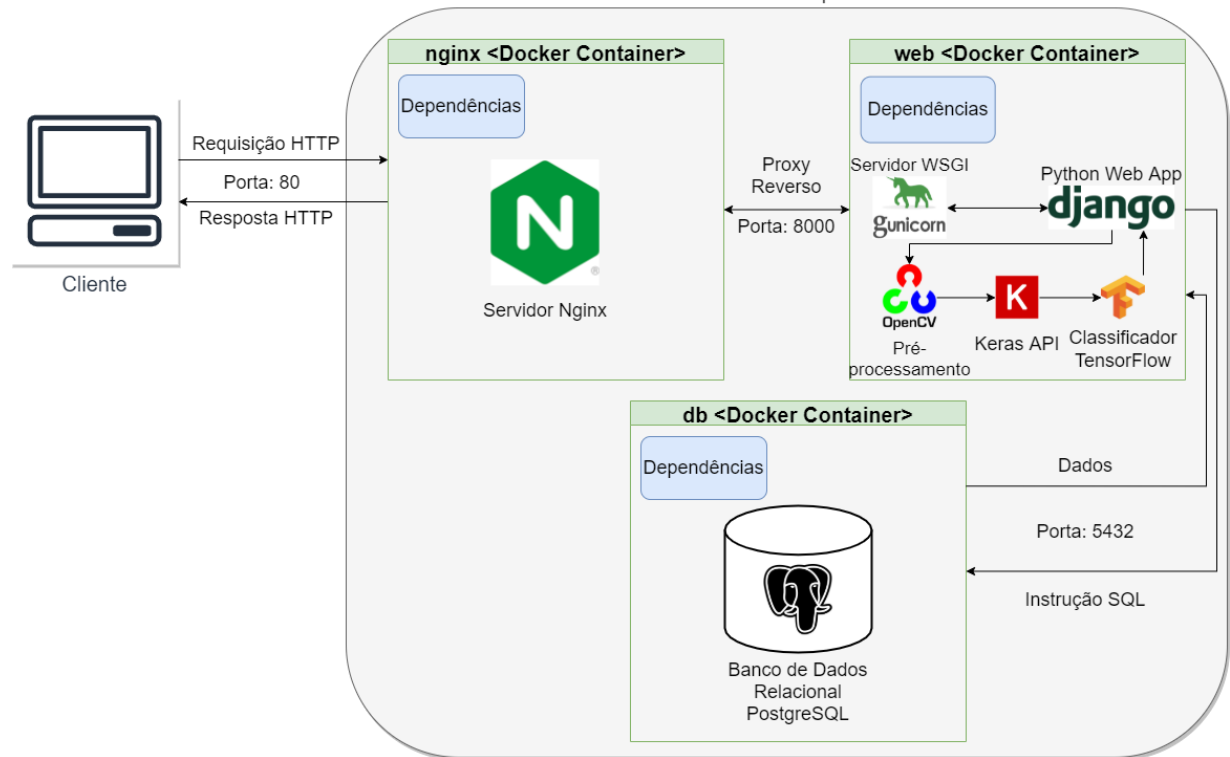 nginx <Docker Container>
Dependências
Servidor Nginx
N
®
Requisição HTTP
Porta: 80
Resposta HTTP
Cliente
Proxy
Reverso
Porta: 8000
web <Docker Container>
Dependências
Servidor WSGI
gunicorn
Python Web App
django
OpenCV
Pré-
processamento
K
Keras API
Classificador
TensorFlow
db <Docker Container>
Dependências
Banco de Dados
Relacional
PostgreSQL
Dados
Porta: 5432
Instrução SQL